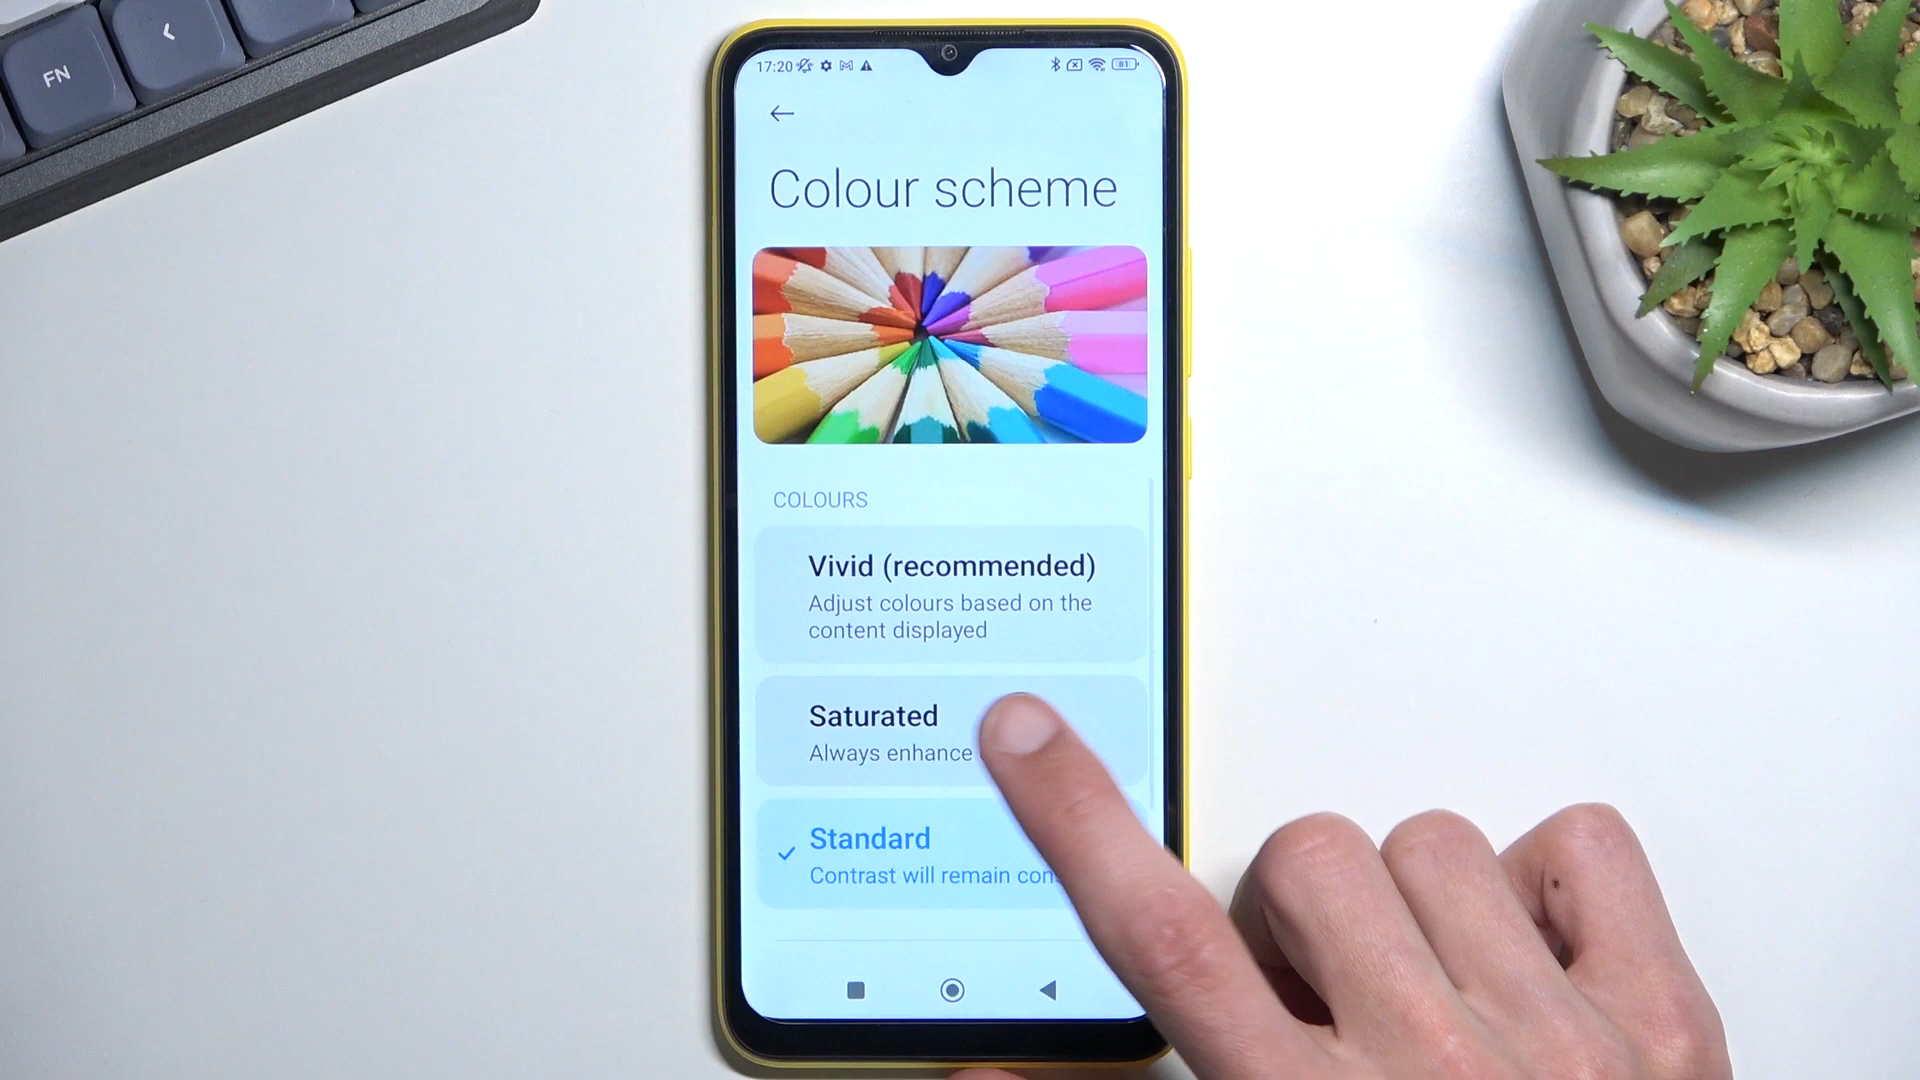 FN
17:20
81
Colour scheme
COLOURS
Vivid (recommended)
Adjust colours based on the
content displayed
Saturated
Always enhance
Standard
Contrast will remain